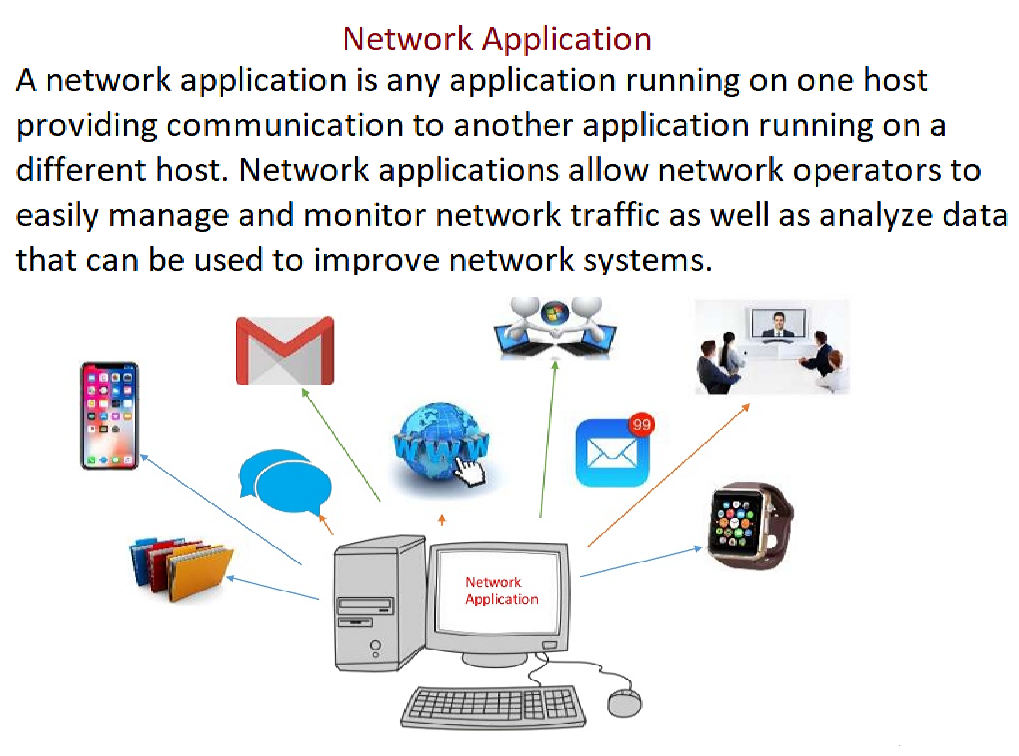 Network Application
A network application is any application running on one host
providing communication to another application running on a
different host. Network applications allow network operators to
easily manage and monitor network traffic as well as analyze data
that can be used to improve network systems.
WWW
99
Network
Application